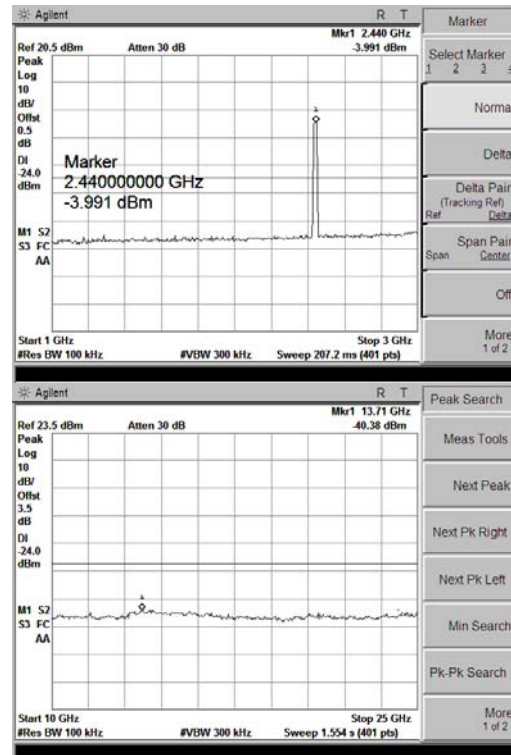 Agilent R T Marker
Mkr1 2.440 GHz
Ref 20.5 dBm Atten 30 dB -3.991 dBm
Select Marker
1 2 3 4
Peak
Log
10
dB/
Offst
0.5
dB
DI
-24.0
dBm
M1 S2
S3 FC
AA
1
Marker
2.440000000 GHz
-3.991 dBm
Start 1 GHz Stop 3 GHz
#Res BW 100 kHz #VBW 300 kHz Sweep 207.2 ms (401 pts)
Normal
Delta
Delta Pair
(Tracking Ref)
Ref Delta
Span Pair
Span Center
Off
More
1 of 2
Agilent R T Peak Search
Mkr1 13.71 GHz
Ref 23.5 dBm Atten 30 dB -40.38 dBm
Peak
Log
10
dB/
Offst
3.5
dB
DI
-24.0
dBm
M1 S2
S3 FC
AA
1
Start 10 GHz Stop 25 GHz
#Res BW 100 kHz #VBW 300 kHz Sweep 1.554 s (401 pts)
Meas Tools
Next Peak
Next Pk Right
Next Pk Left
Min Search
Pk-Pk Search
More
1 of 2